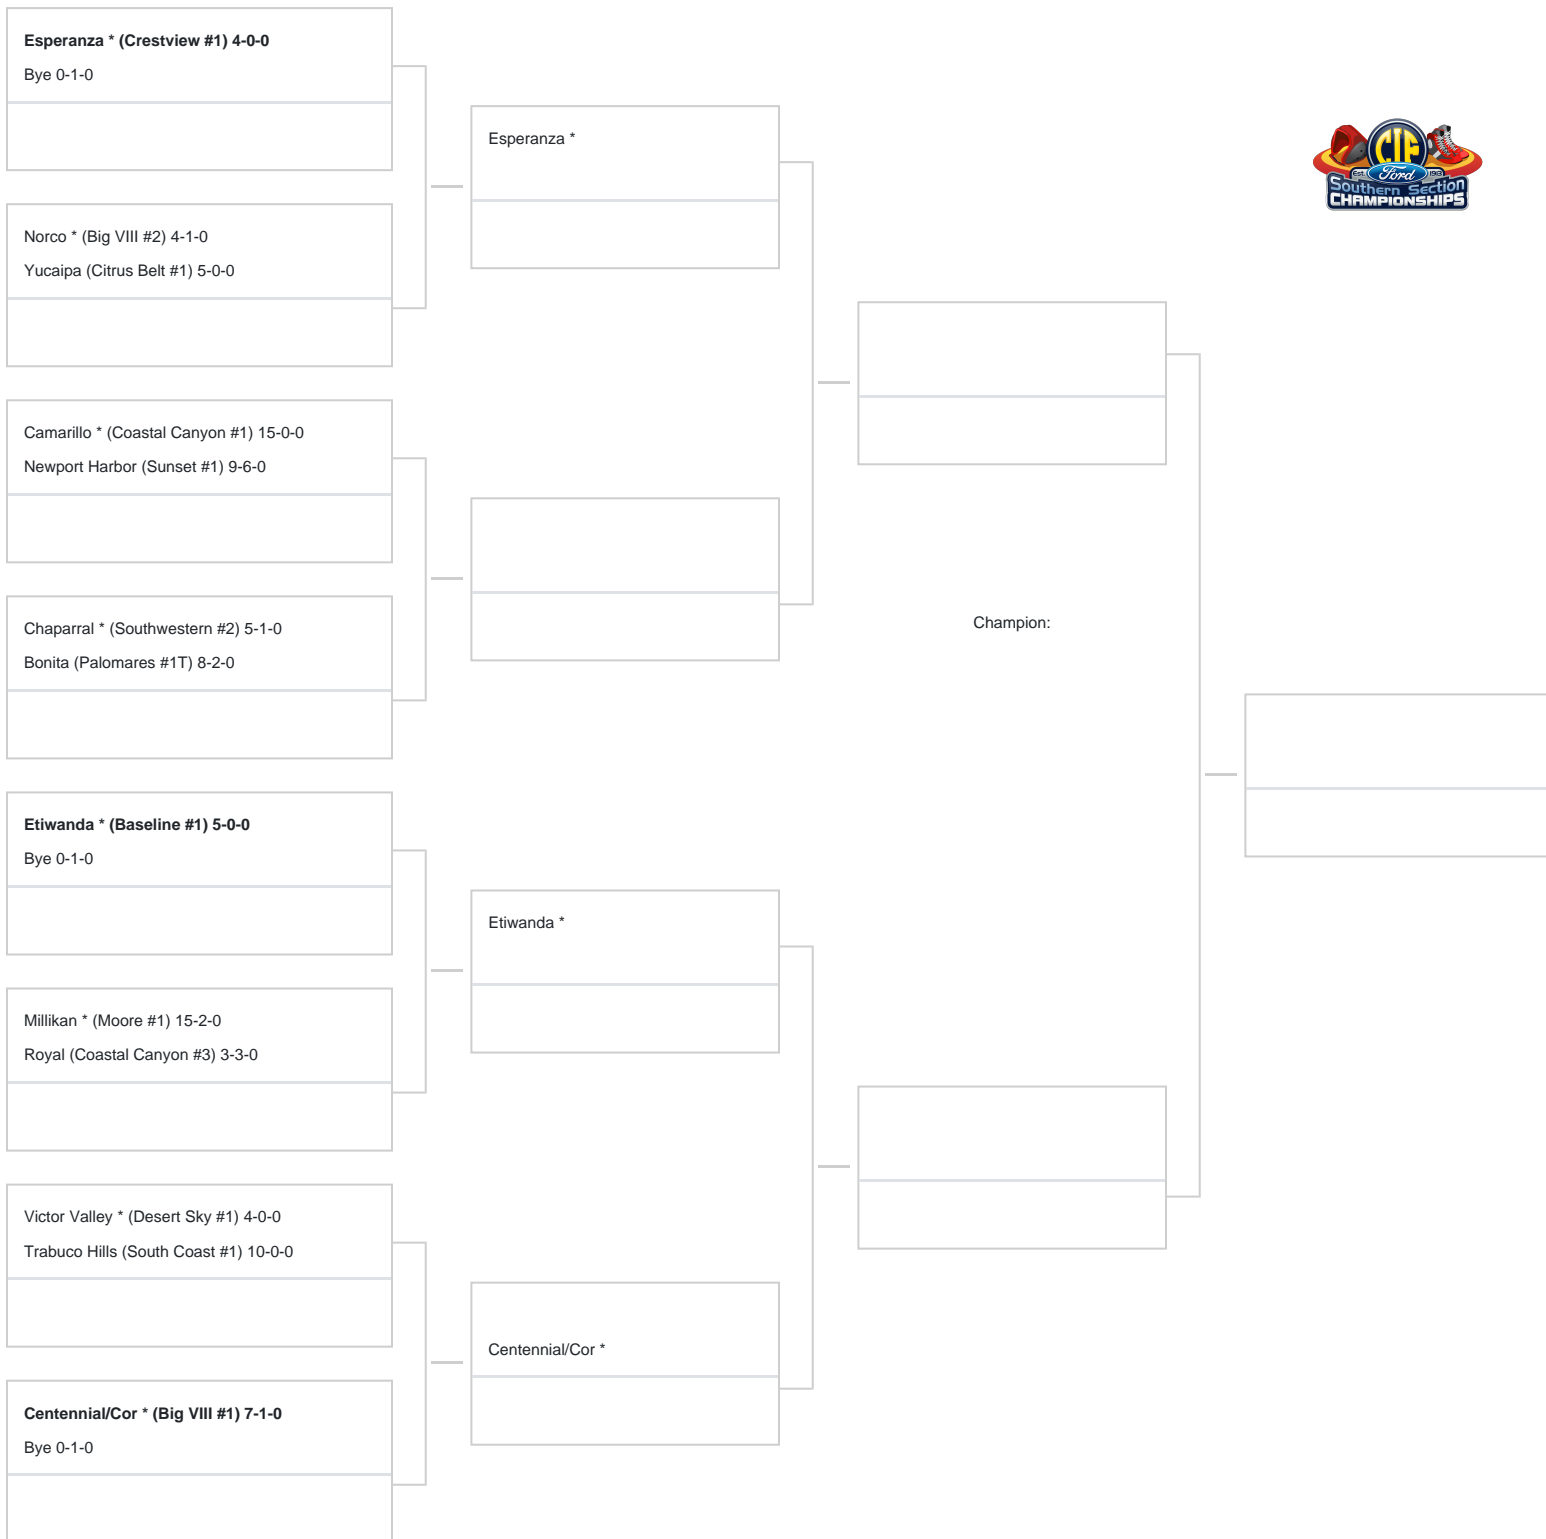 Esperanza * (Crestview #1) 4-0-0
Bye 0-1-0
Norco * (Big VIII #2) 4-1-0
Yucaipa (Citrus Belt #1) 5-0-0
Camarillo * (Coastal Canyon #1) 15-0-0
Newport Harbor (Sunset #1) 9-6-0
Chaparral * (Southwestern #2) 5-1-0
Bonita (Palomares #1T) 8-2-0
Etiwanda * (Baseline #1) 5-0-0
Bye 0-1-0
Millikan * (Moore #1) 15-2-0
Royal (Coastal Canyon #3) 3-3-0
Victor Valley * (Desert Sky #1) 4-0-0
Trabuco Hills (South Coast #1) 10-0-0
Centennial/Cor * (Big VIII #1) 7-1-0
Bye 0-1-0
Esperanza *
Etiwanda *
Centennial/Cor *
Champion:
CIF
Est. Ford 1913
Southern Section
CHAMPIONSHIPS